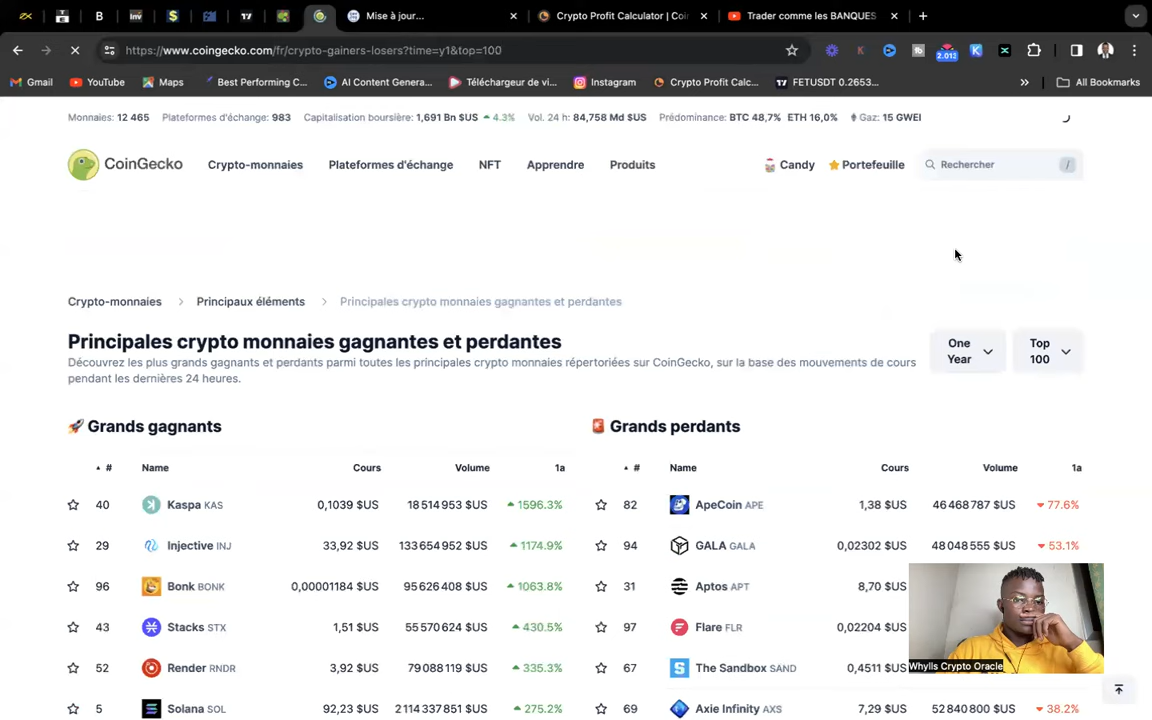 Mise à jour...
Crypto Profit Calculator | Coin
Trader comme les BANQUES
https://www.coingecko.com/fr/crypto-gainers-losers?time=y1&top=100
2.013
Gmail
YouTube
Maps
Best Performing C...
AI Content Genera...
Téléchargeur de vi...
Instagram
Crypto Profit Calc...
FETUSDT 0.2653...
»
All Bookmarks
Monnaies: 12 465 Plateformes d'échange: 983 Capitalisation boursière: 1,691 Bn $US 4.3% Vol. 24 h: 84,758 Md $US Prédominance: BTC 48,7% ETH 16,0% Gaz: 15 GWEI
CoinGecko Crypto-monnaies Plateformes d'échange NFT Apprendre Produits Candy Portefeuille Rechercher /
Crypto-monnaies > Principaux éléments > Principales crypto monnaies gagnantes et perdantes
Principales crypto monnaies gagnantes et perdantes
Découvrez les plus grands gagnants et perdants parmi toutes les principales crypto monnaies répertoriées sur CoinGecko, sur la base des mouvements de cours
pendant les dernières 24 heures.
One
Year
Top
100
Grands gagnants
# Name Cours Volume 1a
40 Kaspa KAS 0,1039 $US 18 514 953 $US 1596.3%
29 Injective INJ 33,92 $US 133 654 952 $US 1174.9%
96 Bonk BONK 0,00001184 $US 95 626 408 $US 1063.8%
43 Stacks STX 1,51 $US 55 570 624 $US 430.5%
52 Render RNDR 3,92 $US 79 088 119 $US 335.3%
5 Solana SOL 92,23 $US 2 114 337 851 $US 275.2%
Grands perdants
# Name Cours Volume 1a
82 ApeCoin APE 1,38 $US 46 468 787 $US 77.6%
94 GALA GALA 0,02302 $US 48 048 555 $US 53.1%
31 Aptos APT 8,70 $US
97 Flare FLR 0,02204 $US
67 The Sandbox SAND 0,4511 $US
69 Axie Infinity AXS 7,29 $US 52 840 800 $US 38.2%
Whylls Crypto Oracle